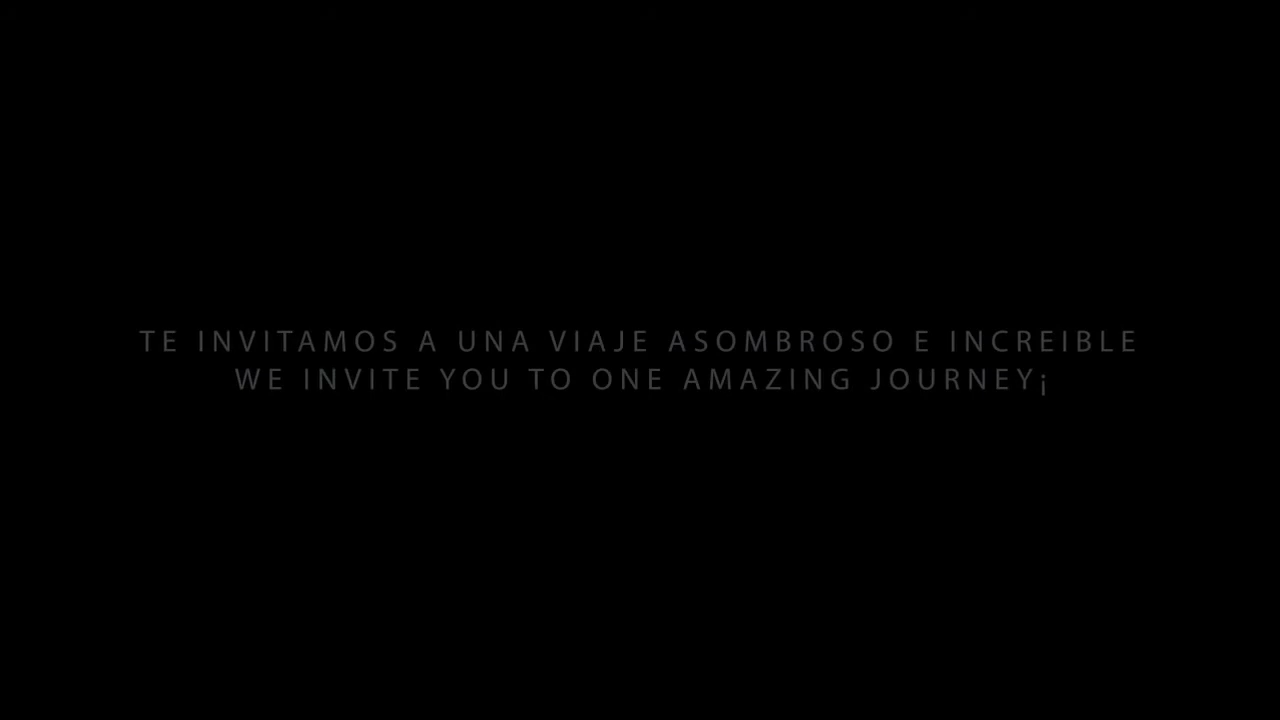 TE INVITAMOS A UNA VIAJE ASOMBROSO E INCREIBLE
WE INVITE YOU TO ONE AMAZING JOURNEY¡